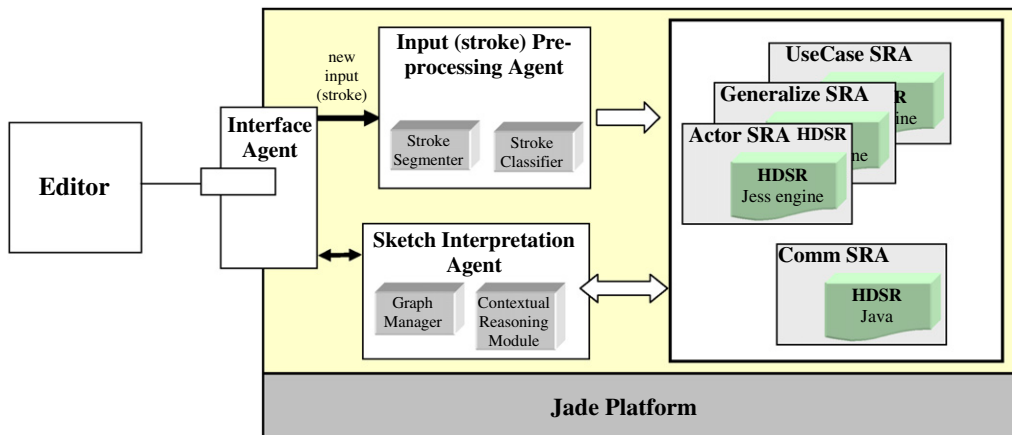 Input (stroke) Pre-
processing Agent
UseCase SRA
new
input
(stroke)
Generalize SRA
Interface
Agent
Actor SRA HDSR
Stroke
Segmenter
Stroke
Classifier
HDSR
Jess engine
Editor
Sketch Interpretation
Agent
Comm SRA
Graph
Manager
Contextual
Reasoning
Module
HDSR
Java
Jade Platform